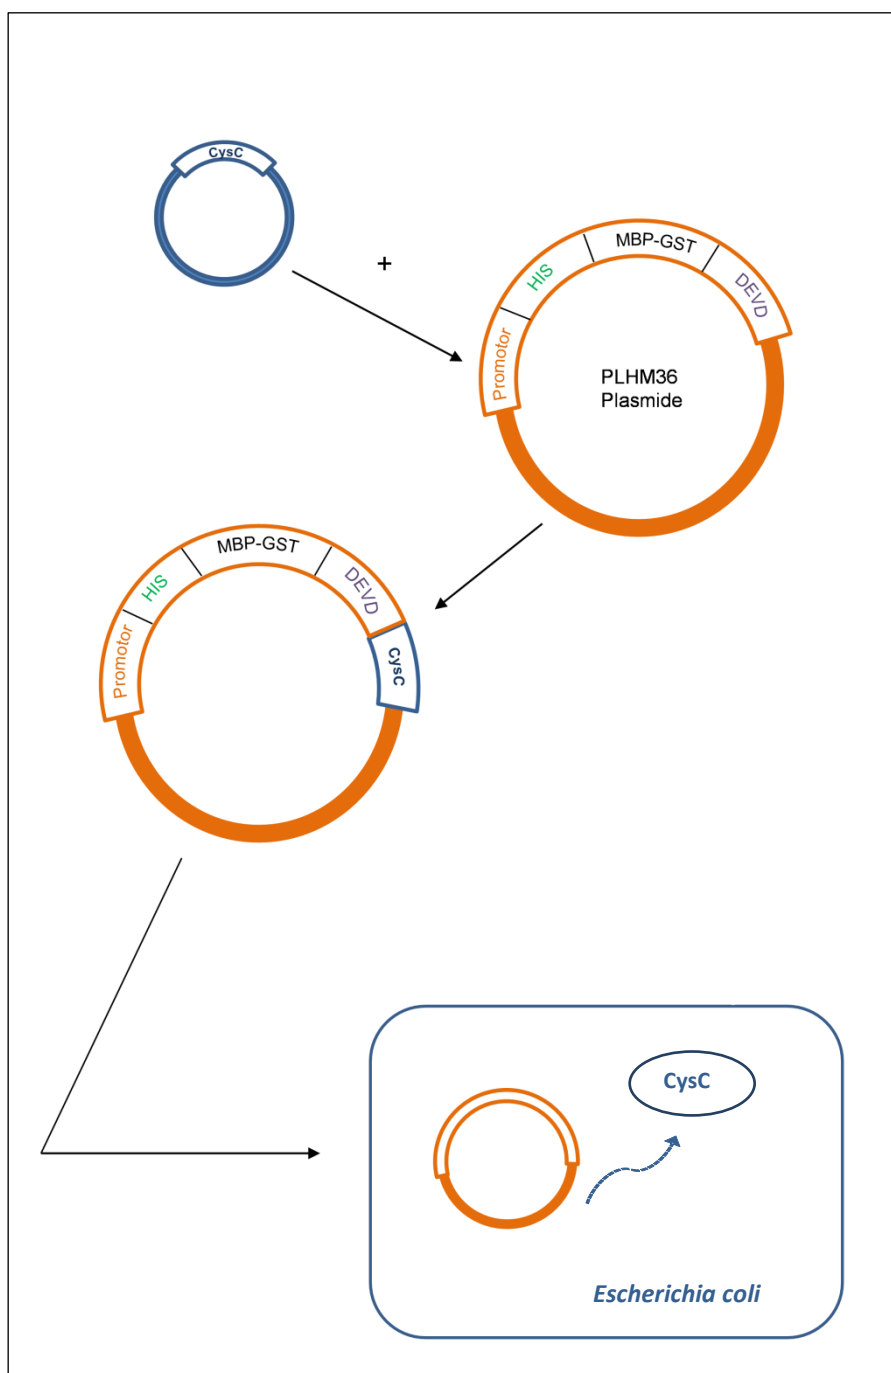 CysC
+
MBP-GST
HIS
DEVD
Promotor
PLHM36
Plasmide
MBP-GST
HIS
DEVD
Promotor
CysC
CysC
Escherichia coli